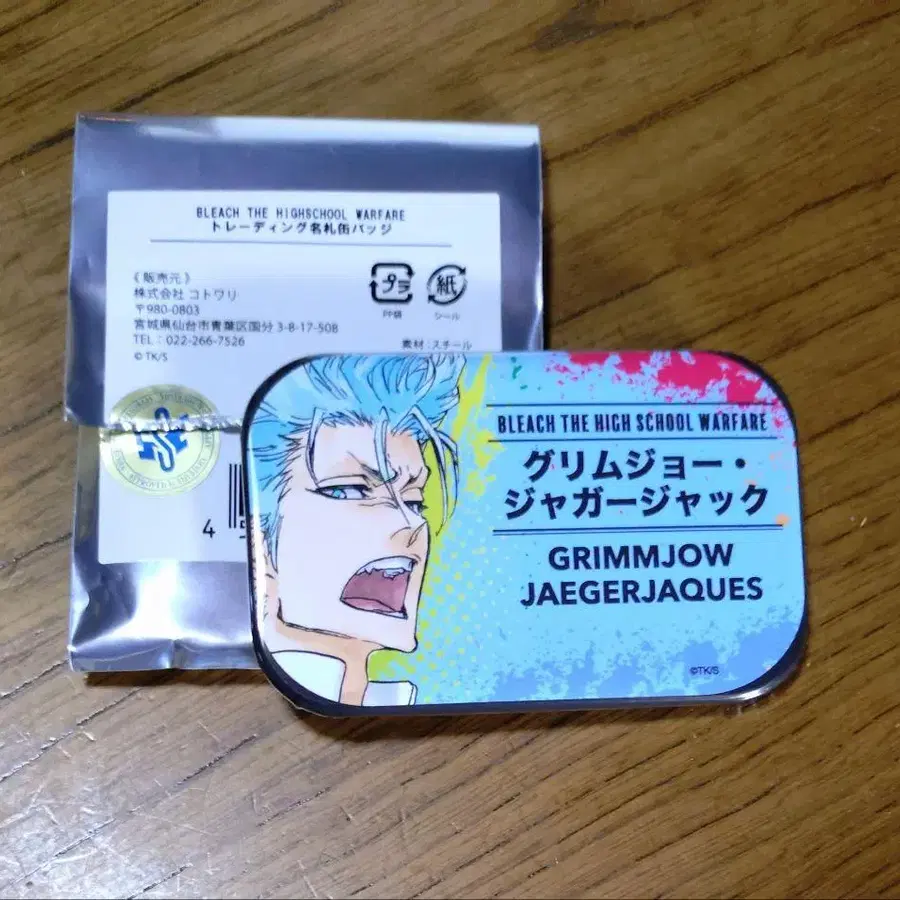 BLEACH THE HIGHSCHOOL WARFARE
トレーディング名札缶バッジ
《販売元》
株式会社 コトワリ
〒980-0803
宮城県仙台市青葉区国分 3-8-17-508
TEL : 022-266-7526
©TK/S
プラ
PP袋
紙
シール
素材：スチール
4
BLEACH THE HIGH SCHOOL WARFARE
グリムジョー・
ジャガージャック
GRIMMJOW
JAEGERJAQUES
©TK/S